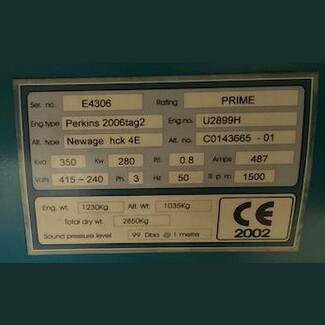 Ser. no. E4306 Rating PRIME
Eng.type Perkins 2006tag2 Eng.no. U2899H
Alt. type Newage hck 4E Alt. no. C0143665 - 01
Kva 350 Kw 280 P.f. 0.8 Amps 487
Volts 415~240 Ph. 3 Hz 50 R p m 1500
Eng. wt. 1230Kg Alt. Wt. 1035Kg
Total dry wt. 2850Kg
Sound pressure level 99 Dba @ 1 metre
CE
2002